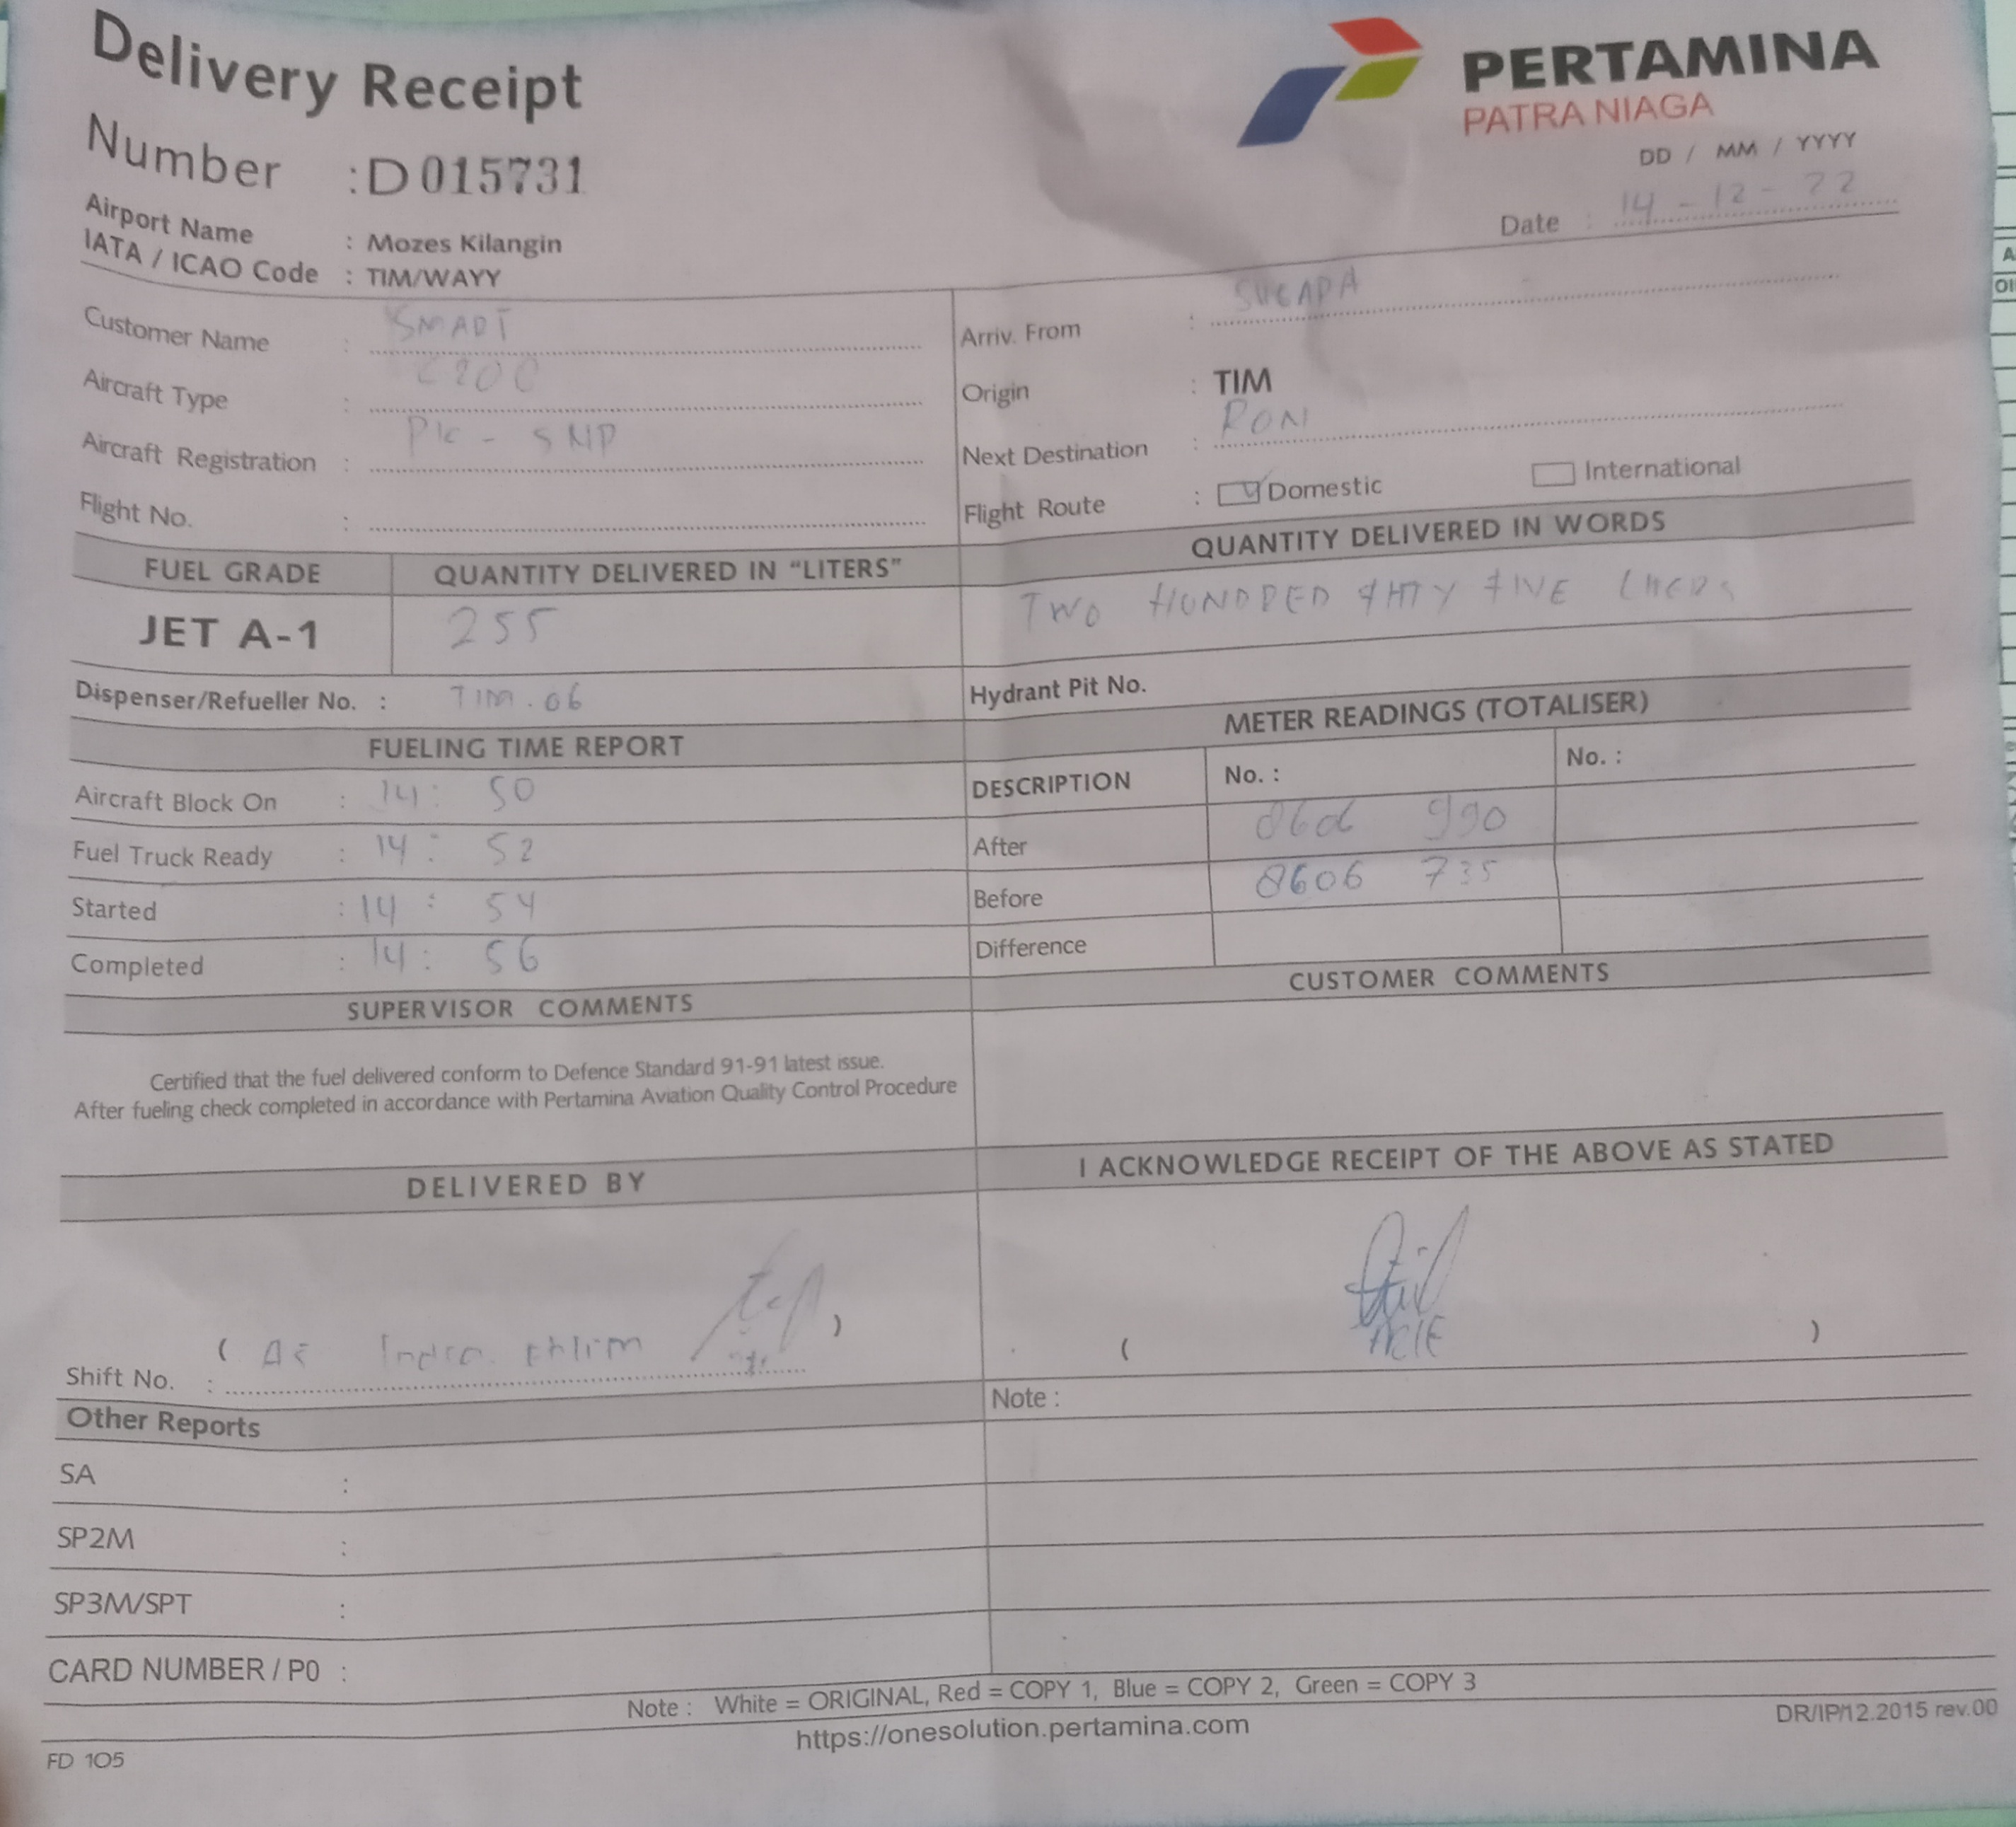 Delivery Receipt
PERTAMINA
PATRA NIAGA
Number : D 015731
DD / MM / YYYY
Date : 14 - 12 - 22
Airport Name : Mozes Kilangin
IATA / ICAO Code : TIM/WAYY
Customer Name : SMART
Arriv. From :
Aircraft Type :
Origin : TIM
Aircraft Registration : PK - SNP
Next Destination : RON
Flight No. :
Flight Route : Domestic International
FUEL GRADE QUANTITY DELIVERED IN "LITERS" QUANTITY DELIVERED IN WORDS
JET A-1 255 TWO HUNDRED FIFTY FIVE LITERS
Dispenser/Refueller No. : TIM.06 Hydrant Pit No.
FUELING TIME REPORT METER READINGS (TOTALISER)
Aircraft Block On : 14 : 50 DESCRIPTION No. : No. :
Fuel Truck Ready : 14 : 52 After 990
Started : 14 : 54 Before 8606 735
Completed : 14 : 56 Difference
SUPERVISOR COMMENTS CUSTOMER COMMENTS
Certified that the fuel delivered conform to Defence Standard 91-91 latest issue.
After fueling check completed in accordance with Pertamina Aviation Quality Control Procedure
DELIVERED BY I ACKNOWLEDGE RECEIPT OF THE ABOVE AS STATED
( Indra ) ( )
Shift No. :
Other Reports Note :
SA :
SP2M :
SP3M/SPT :
CARD NUMBER / P0 :
Note : White = ORIGINAL, Red = COPY 1, Blue = COPY 2, Green = COPY 3
https://onesolution.pertamina.com
DR/IP/12.2015 rev.00
FD 105